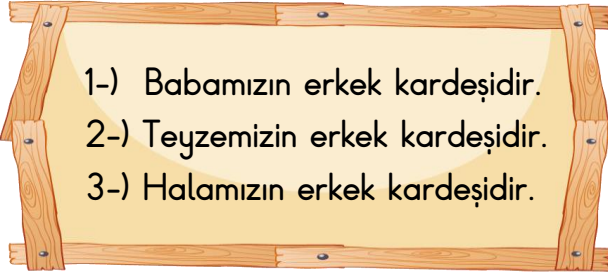 1-) Babamızın erkek kardeşidir.
2-) Teyzemizin erkek kardeşidir.
3-) Halamızın erkek kardeşidir.